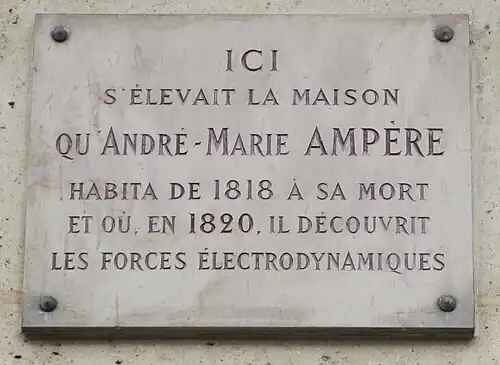 ICI
S'ÉLEVAIT LA MAISON
QU'ANDRÉ-MARIE AMPÈRE
HABITA DE 1818 À SA MORT
ET OÙ, EN 1820, IL DÉCOUVRIT
LES FORCES ÉLECTRODYNAMIQUES